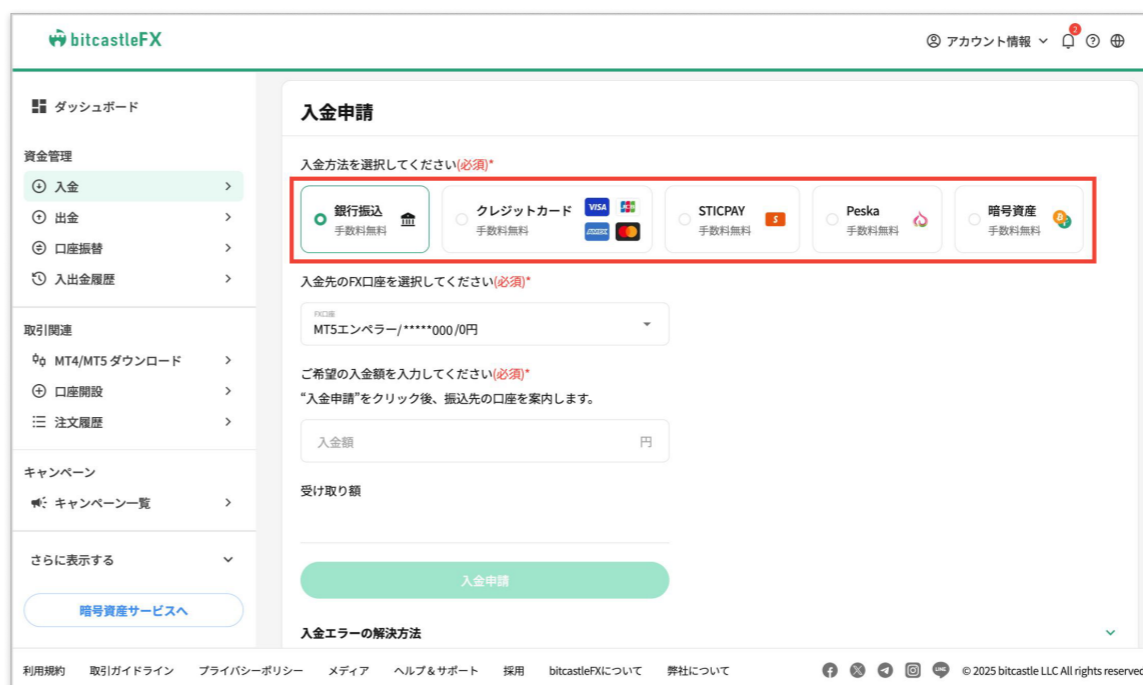 bitcastleFX
アカウント情報
2
ダッシュボード
資金管理
入金
出金
口座振替
入出金履歴
取引関連
MT4/MT5 ダウンロード
口座開設
注文履歴
キャンペーン
キャンペーン一覧
さらに表示する
暗号資産サービスへ
入金申請
入金方法を選択してください(必須)*
銀行振込
手数料無料
クレジットカード
手数料無料
VISA
JCB
STICPAY
手数料無料
S
Peska
手数料無料
暗号資産
手数料無料
入金先のFX口座を選択してください(必須)*
FX口座
MT5エンペラー/*****000/0円
ご希望の入金額を入力してください(必須)*
“入金申請”をクリック後、振込先の口座を案内します。
入金額 円
受け取り額
入金申請
入金エラーの解決方法
利用規約 取引ガイドライン プライバシーポリシー メディア ヘルプ＆サポート 採用 bitcastleFXについて 弊社について
LINE
© 2025 bitcastle LLC All rights reserved